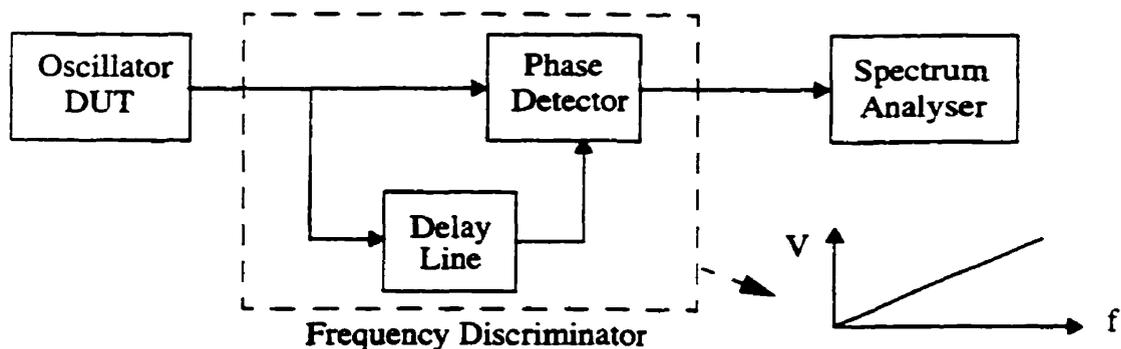 Oscillator
DUT
Phase
Detector
Spectrum
Analyser
Delay
Line
V
f
Frequency Discriminator